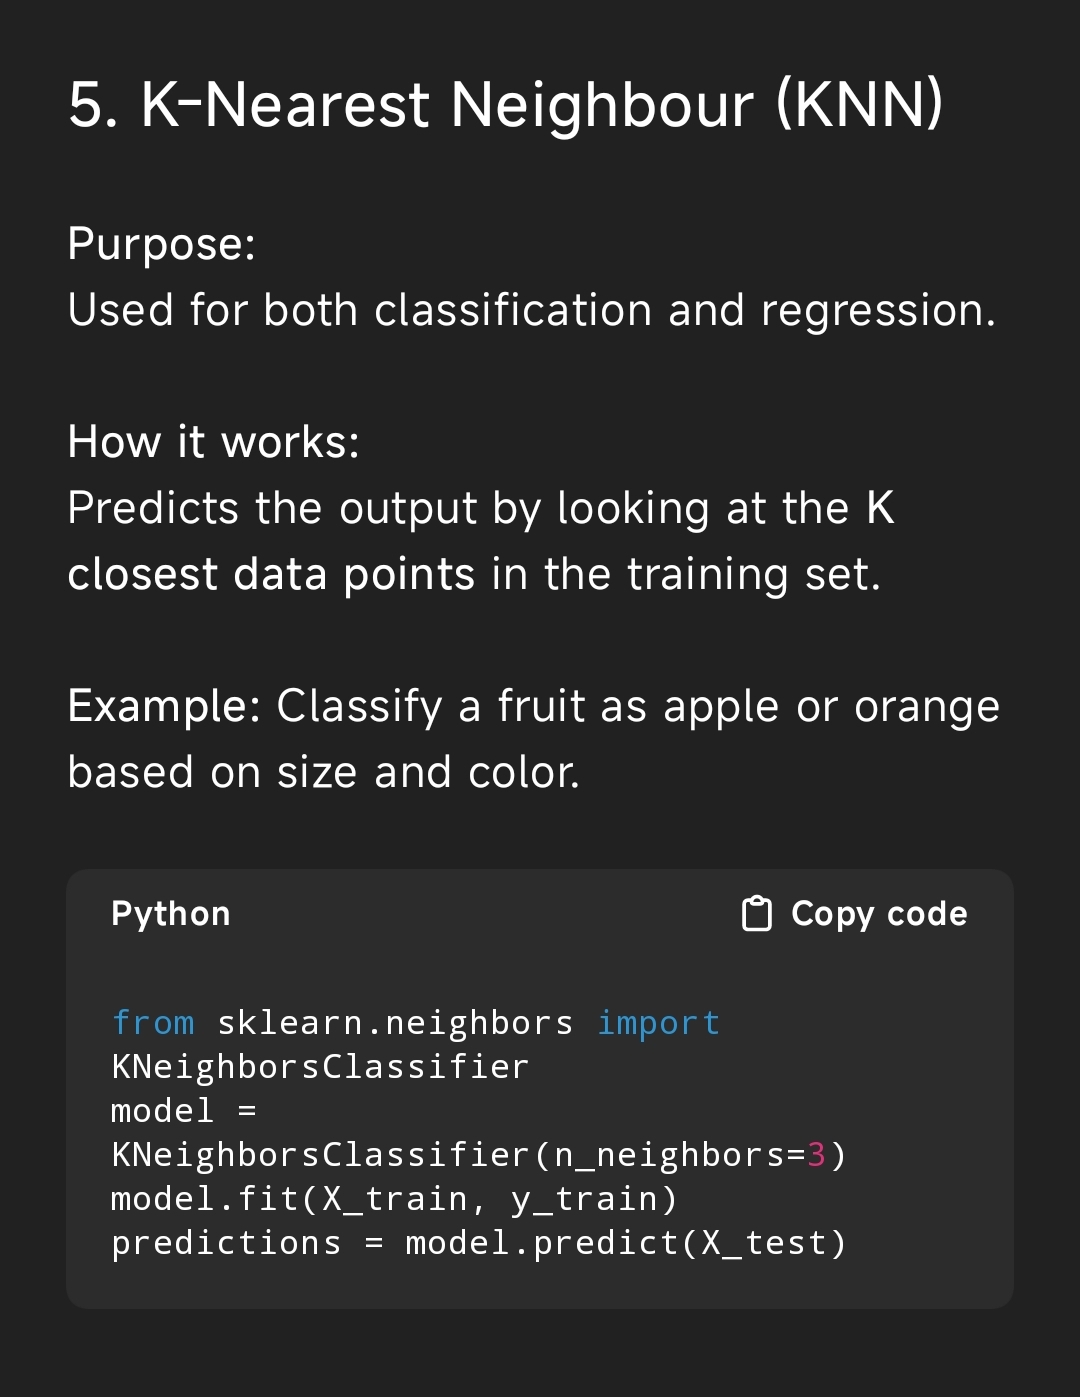 5. K-Nearest Neighbour (KNN)
Purpose:
Used for both classification and regression.
How it works:
Predicts the output by looking at the K
closest data points in the training set.
Example: Classify a fruit as apple or orange
based on size and color.
Python
Copy code
from sklearn.neighbors import
KNeighborsClassifier
model =
KNeighborsClassifier(n_neighbors=3)
model.fit(X_train, y_train)
predictions = model.predict(X_test)